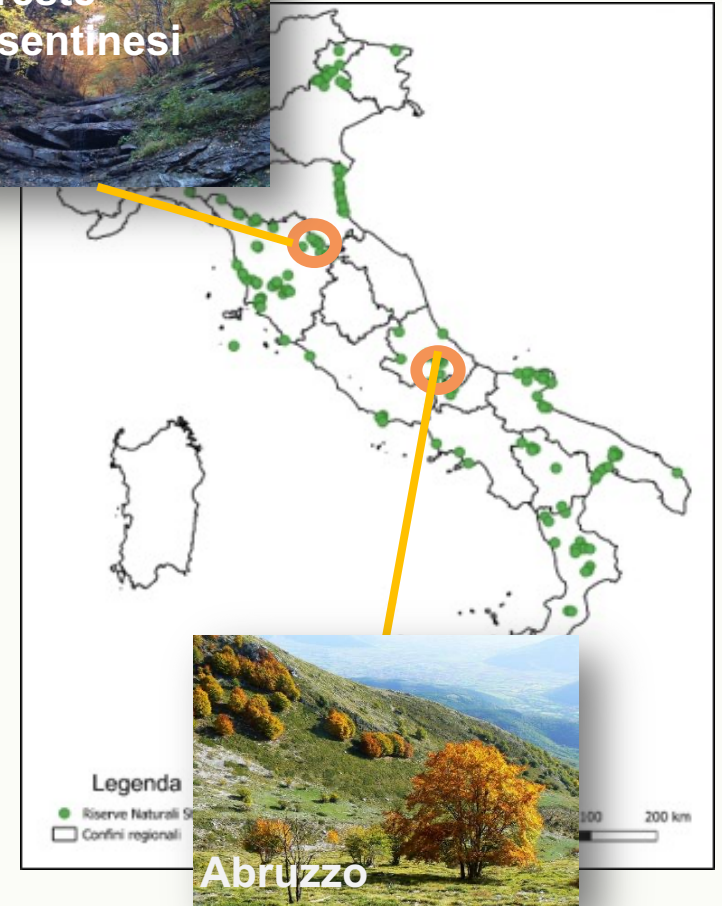 sentinesi
Legenda
Riserve Naturali
Confini regionali
100 200 km
Abruzzo